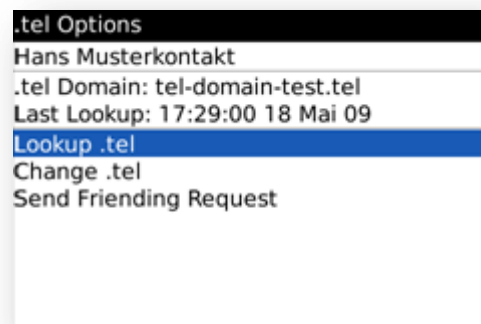 .tel Options
Hans Musterkontakt
.tel Domain: tel-domain-test.tel
Last Lookup: 17:29:00 18 Mai 09
Lookup .tel
Change .tel
Send Friending Request